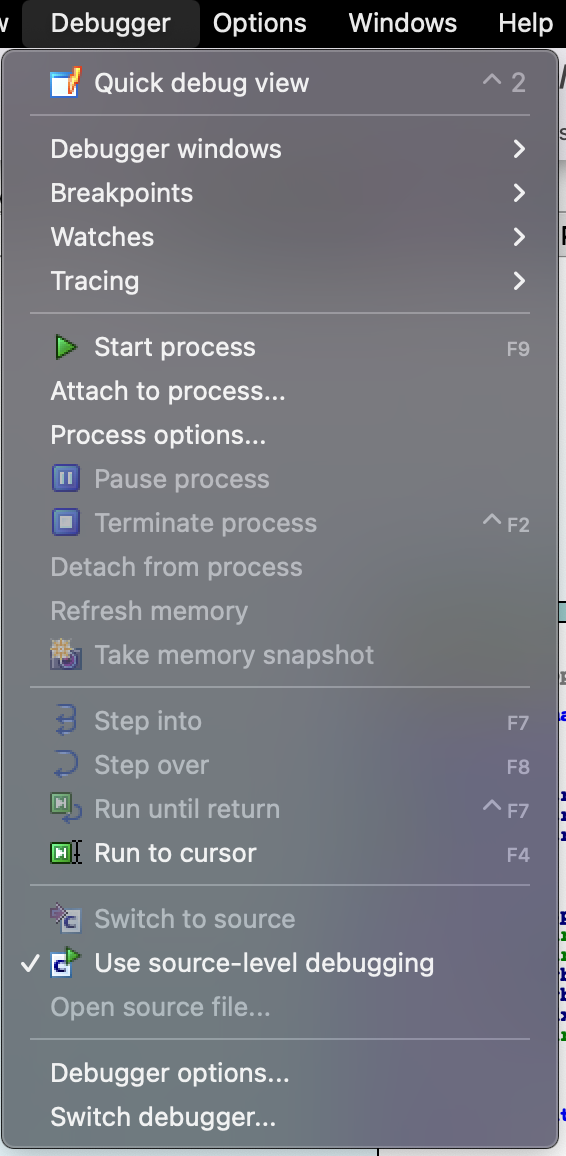 Debugger Options Windows Help
Quick debug view ^ 2
Debugger windows
Breakpoints
Watches
Tracing
Start process F9
Attach to process...
Process options...
Pause process
Terminate process ^ F2
Detach from process
Refresh memory
Take memory snapshot
Step into F7
Step over F8
Run until return ^ F7
Run to cursor F4
Switch to source
Use source-level debugging
Open source file...
Debugger options...
Switch debugger...